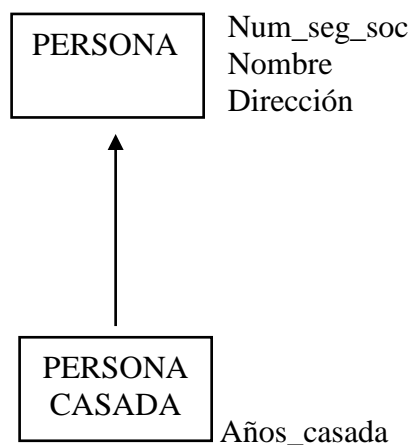 PERSONA
Num_seg_soc
Nombre
Dirección
PERSONA
CASADA
Años_casada